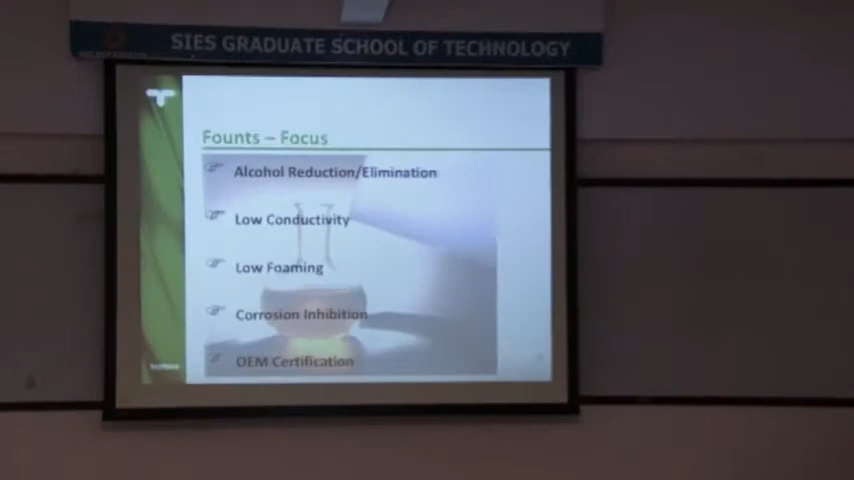 SIES GRADUATE SCHOOL OF TECHNOLOGY
Founts – Focus
Alcohol Reduction/Elimination
Low Conductivity
Low Foaming
Corrosion Inhibition
OEM Certification